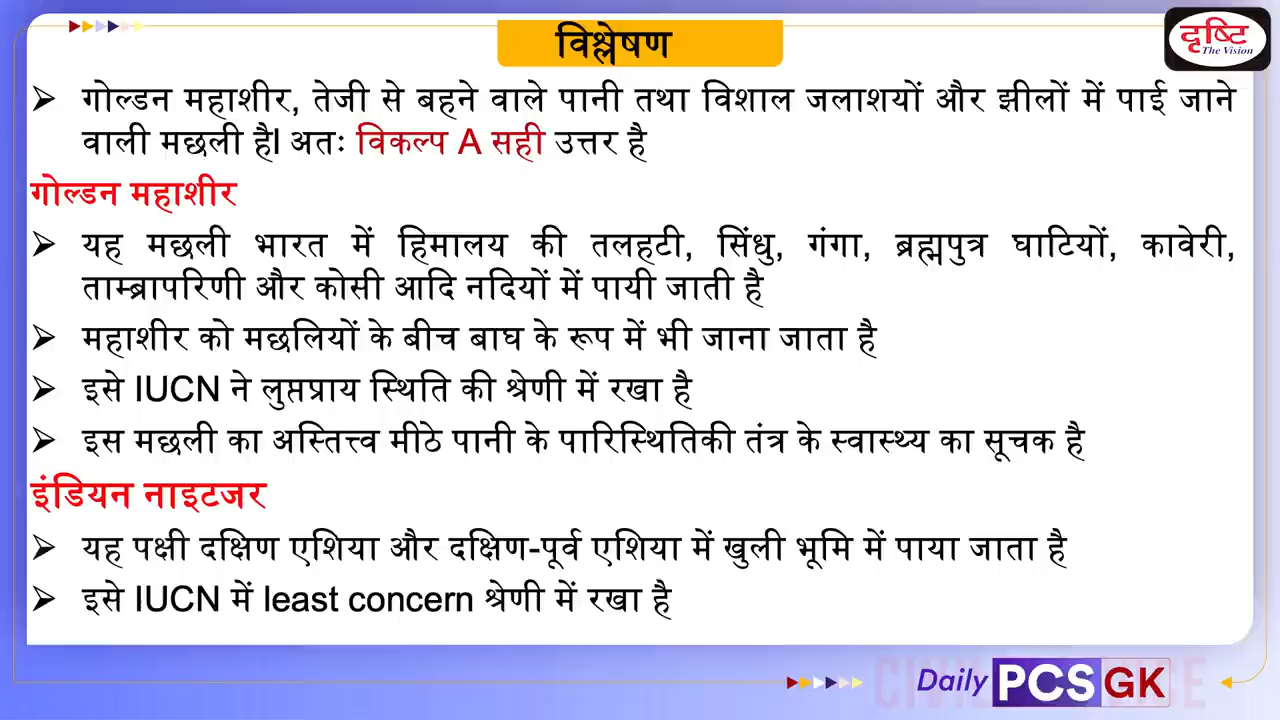 विश्लेषण
दृष्टि
The Vision
➢ गोल्डन महाशीर, तेजी से बहने वाले पानी तथा विशाल जलाशयों और झीलों में पाई जाने
वाली मछली है। अतः विकल्प A सही उत्तर है
गोल्डन महाशीर
➢ यह मछली भारत में हिमालय की तलहटी, सिंधु, गंगा, ब्रह्मपुत्र घाटियों, कावेरी,
ताम्ब्रापरिणी और कोसी आदि नदियों में पायी जाती है
➢ महाशीर को मछलियों के बीच बाघ के रूप में भी जाना जाता है
➢ इसे IUCN ने लुप्तप्राय स्थिति की श्रेणी में रखा है
➢ इस मछली का अस्तित्त्व मीठे पानी के पारिस्थितिकी तंत्र के स्वास्थ्य का सूचक है
इंडियन नाइटजर
➢ यह पक्षी दक्षिण एशिया और दक्षिण-पूर्व एशिया में खुली भूमि में पाया जाता है
➢ इसे IUCN में least concern श्रेणी में रखा है
Daily PCS GK